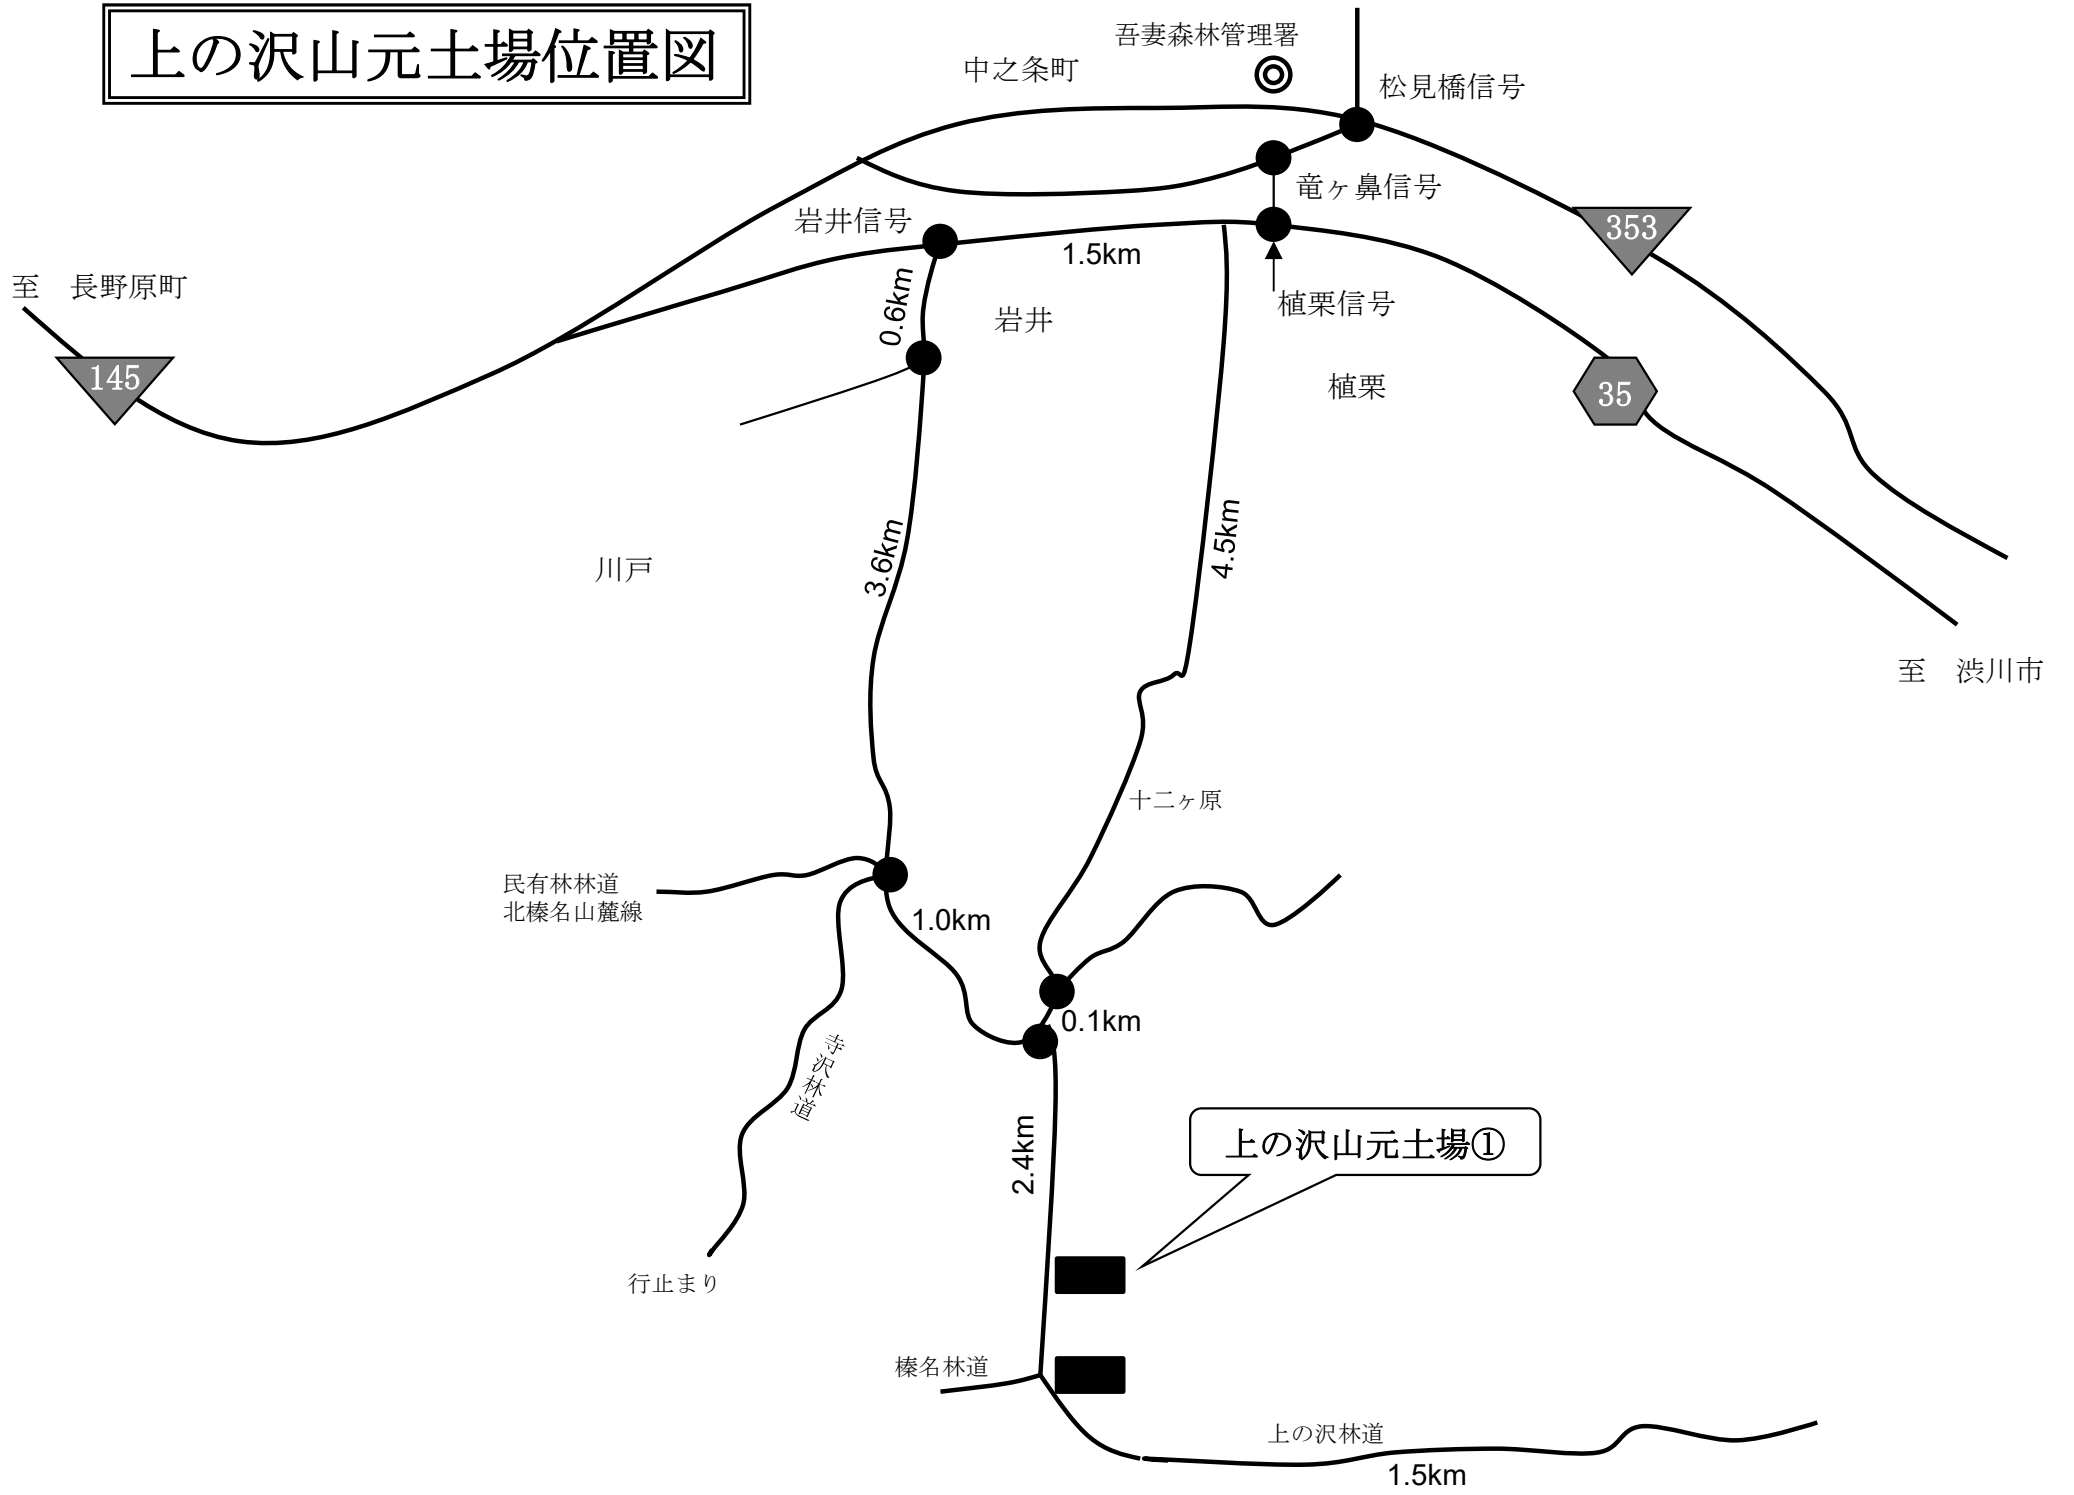 上の沢山元土場位置図
吾妻森林管理署
中之条町
松見橋信号
竜ヶ鼻信号
岩井信号
353
1.5km
至　長野原町
0.6km
植栗信号
岩井
145
植栗
35
4.5km
3.6km
川戸
至　渋川市
十二ヶ原
民有林林道
北榛名山麓線
1.0km
0.1km
寺沢林道
2.4km
上の沢山元土場①
行止まり
榛名林道
上の沢林道
1.5km